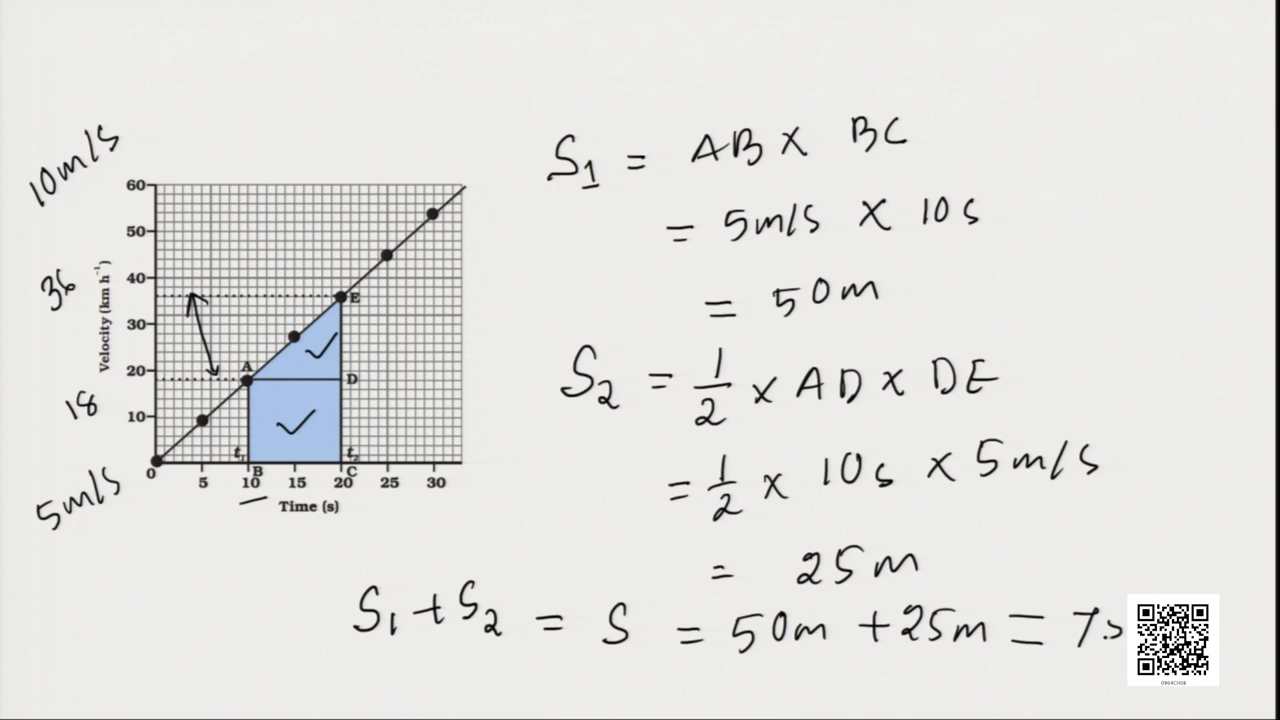 10m/s
36
18
5m/s
60
50
40
30
20
10
0
Velocity (km h⁻¹)
A
E
D
t₁
B
t₂
C
5 10 15 20 25 30
Time (s)
S₁ = AB × BC
= 5m/s × 10s
= 50m
S₂ = 1/2 × AD × DE
= 1/2 × 10s × 5m/s
= 25m
S₁ + S₂ = S = 50m + 25m =
0964CH08